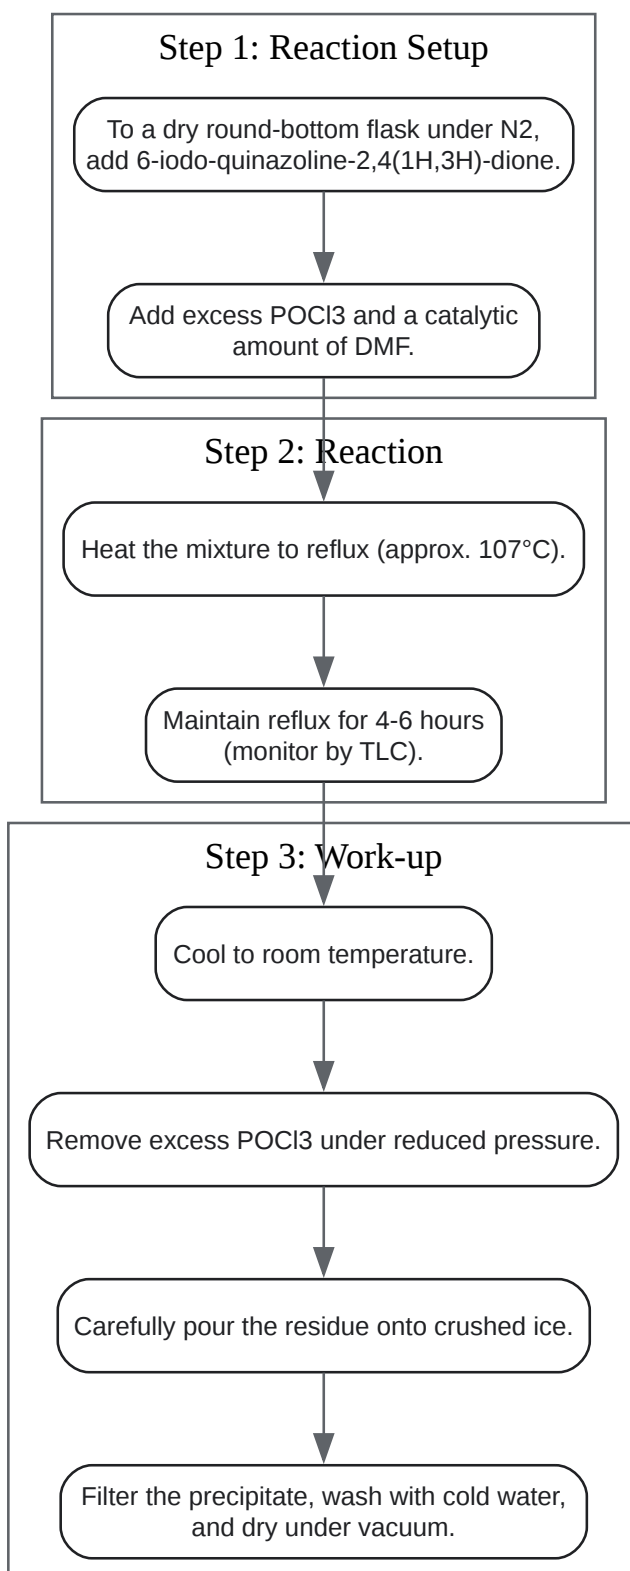 Step 1: Reaction Setup
To a dry round-bottom flask under N2,
add 6-iodo-quinazoline-2,4(1H,3H)-dione.
Add excess POCl3 and a catalytic
amount of DMF.
Step 2: Reaction
Heat the mixture to reflux (approx. 107°C).
Maintain reflux for 4-6 hours
(monitor by TLC).
Step 3: Work-up
Cool to room temperature.
Remove excess POCl3 under reduced pressure.
Carefully pour the residue onto crushed ice.
Filter the precipitate, wash with cold water,
and dry under vacuum.